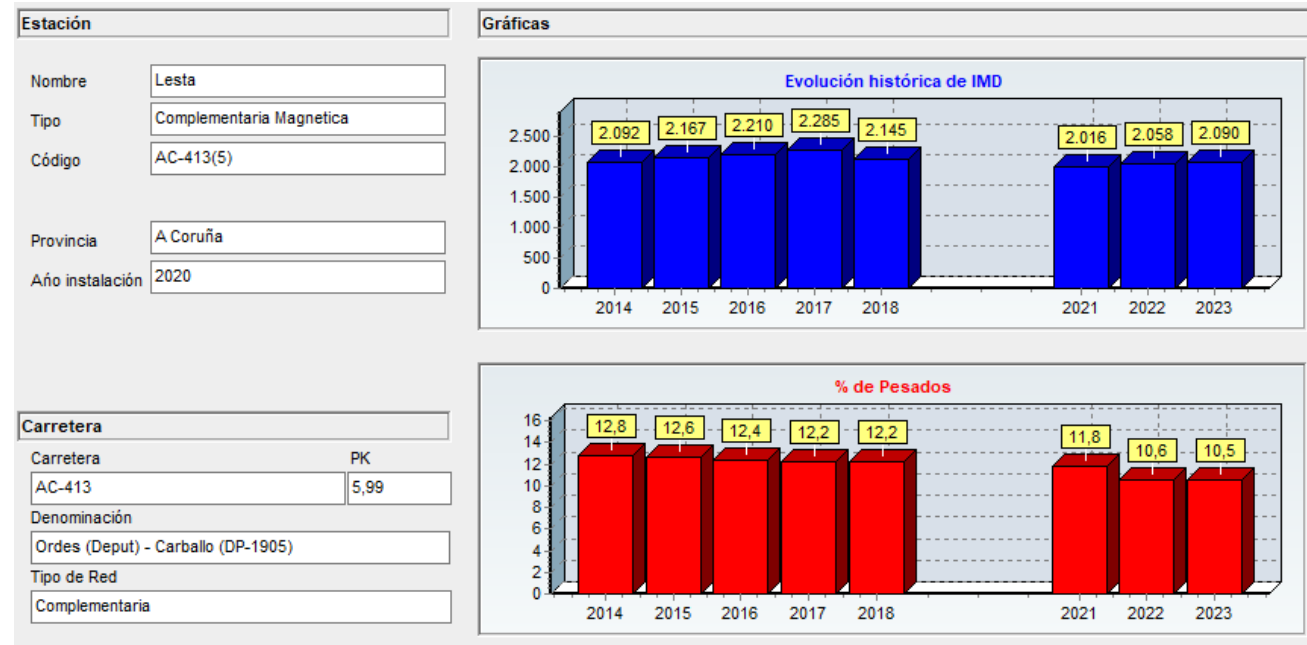 Estación
Nombre Lesta
Tipo Complementaria Magnetica
Código AC-413(5)
Provincia A Coruña
Año instalación 2020
Carretera
Carretera PK
AC-413 5,99
Denominación
Ordes (Deput) - Carballo (DP-1905)
Tipo de Red
Complementaria
Gráficas
Evolución histórica de IMD
2.092 2.167 2.210 2.285 2.145 2.016 2.058 2.090
2.500
2.000
1.500
1.000
500
0
2014 2015 2016 2017 2018 2021 2022 2023
% de Pesados
12,8 12,6 12,4 12,2 12,2 11,8 10,6 10,5
16
14
12
10
8
6
4
2
0
2014 2015 2016 2017 2018 2021 2022 2023